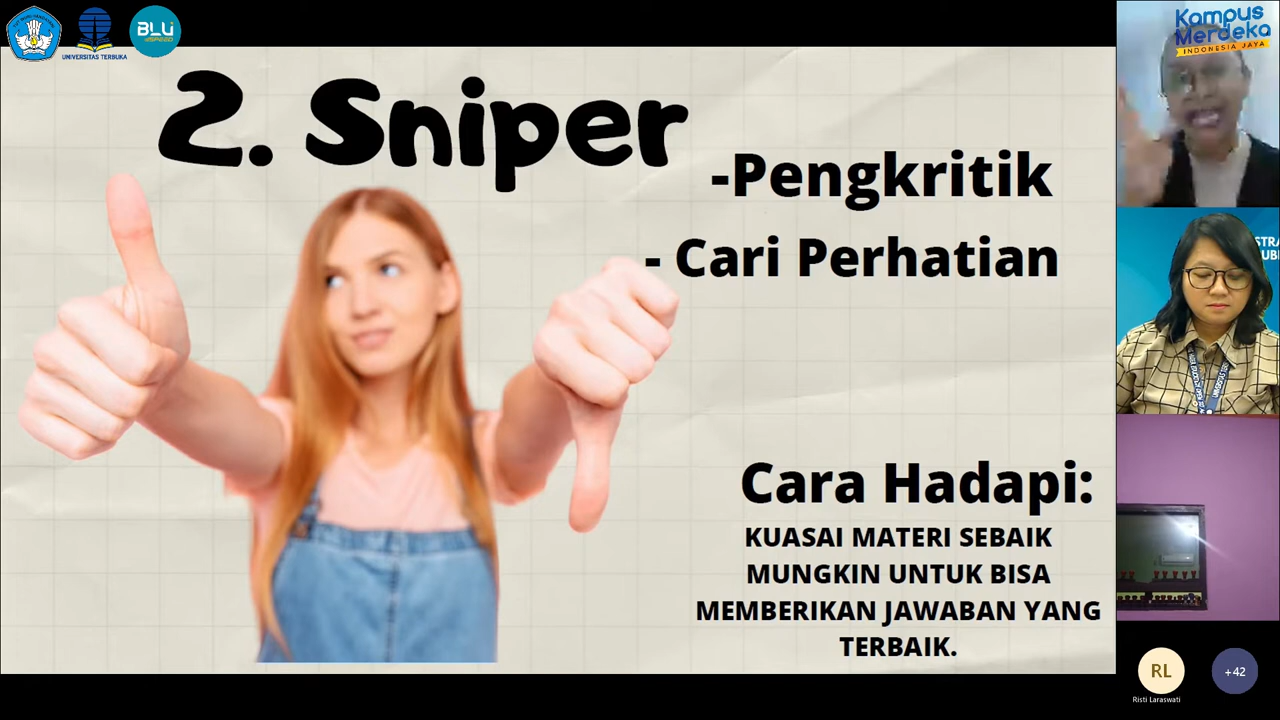 UNIVERSITAS TERBUKA
BLU
SPEED
Kampus
Merdeka
INDONESIA JAYA
2. Sniper
-Pengkritik
- Cari Perhatian
Cara Hadapi:
KUASAI MATERI SEBAIK
MUNGKIN UNTUK BISA
MEMBERIKAN JAWABAN YANG
TERBAIK.
RL
Risti Laraswati
+42